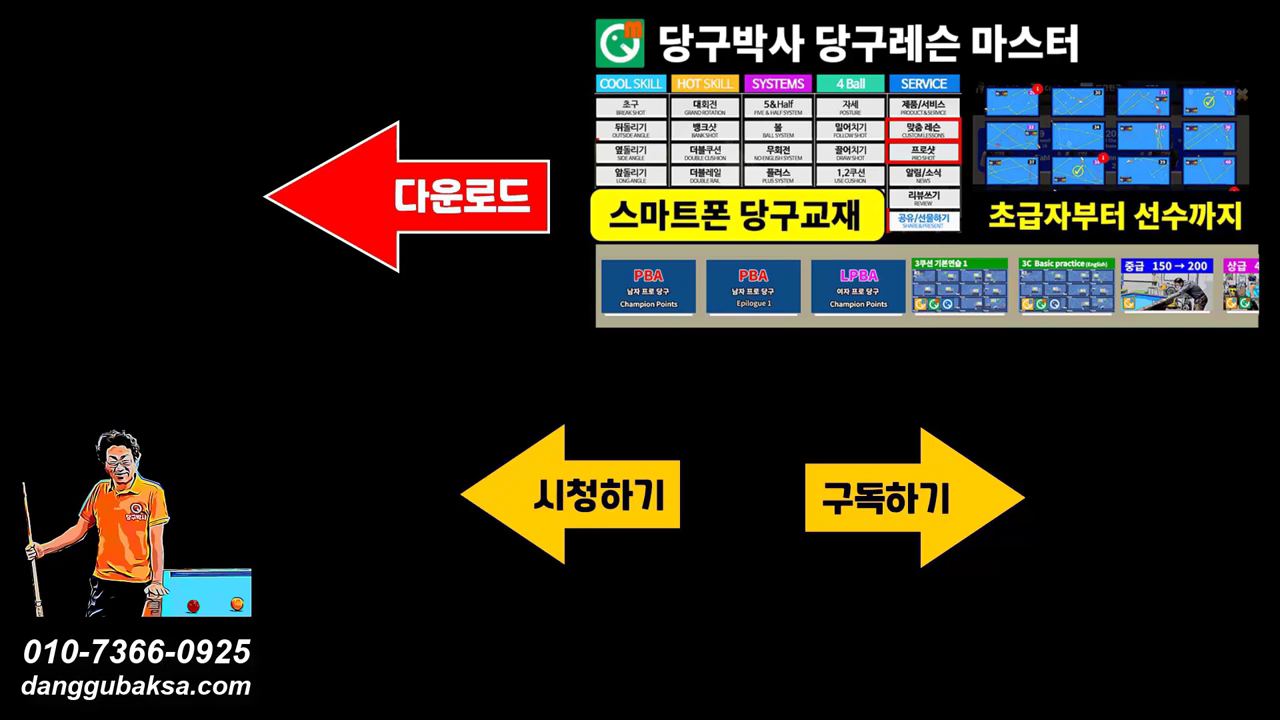 당구박사 당구레슨 마스터
COOL SKILL HOT SKILL SYSTEMS 4 Ball SERVICE
초구 대회전 5&Half 자세 제품/서비스
BREAK SHOT GRAND ROTATION FIVE & HALF SYSTEM POSTURE PRODUCT & SERVICE
뒤돌리기 뱅크샷 볼 밀어치기 맞춤 레슨
OUTSIDE ANGLE BANK SHOT BALL SYSTEM FOLLOW SHOT CUSTOM LESSONS
옆돌리기 더블쿠션 무회전 끌어치기 프로샷
SIDE ANGLE DOUBLE CUSHION NO ENGLISH SYSTEM DRAW SHOT PRO SHOT
앞돌리기 더블레일 플러스 1,2쿠션 알림/소식
LONG ANGLE DOUBLE RAIL PLUS SYSTEM USE CUSHION NEWS
리뷰쓰기
REVIEW
공유/선물하기
SHARE & PRESENT
다운로드
스마트폰 당구교재
초급자부터 선수까지
PBA
남자 프로 당구
Champion Points
PBA
남자 프로 당구
Epilogue 1
LPBA
여자 프로 당구
Champion Points
3쿠션 기본연습 1
3C Basic practice (English)
중급 150 → 200
상급 4
시청하기
구독하기
당구박사
010-7366-0925
danggubaksa.com